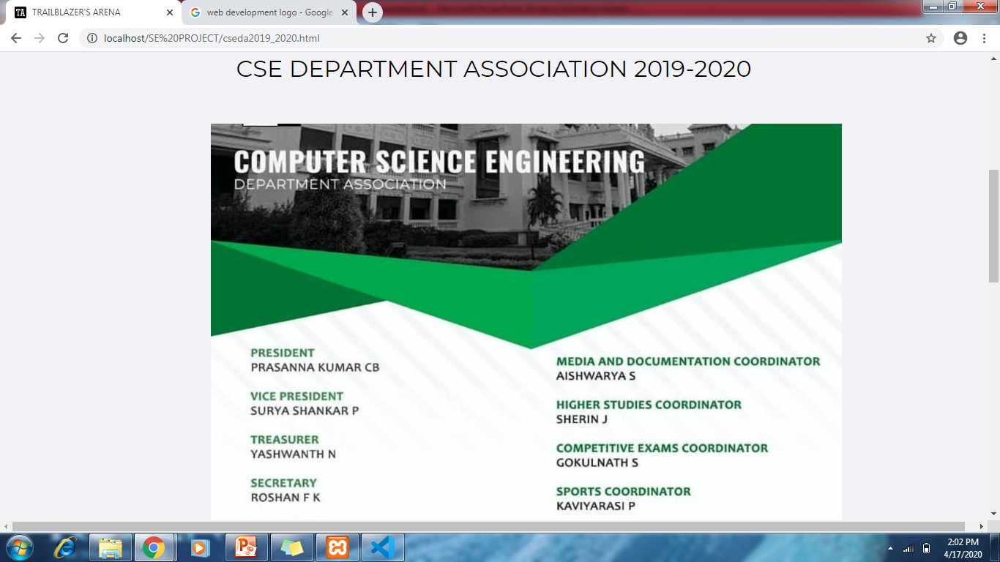 TRAILBLAZER'S ARENA
web development logo - Google
localhost/SE%20PROJECT/cseda2019_2020.html
CSE DEPARTMENT ASSOCIATION 2019-2020
COMPUTER SCIENCE ENGINEERING
DEPARTMENT ASSOCIATION
PRESIDENT
PRASANNA KUMAR CB
VICE PRESIDENT
SURYA SHANKAR P
TREASURER
YASHWANTH N
SECRETARY
ROSHAN F K
MEDIA AND DOCUMENTATION COORDINATOR
AISHWARYA S
HIGHER STUDIES COORDINATOR
SHERIN J
COMPETITIVE EXAMS COORDINATOR
GOKULNATH S
SPORTS COORDINATOR
KAVIYARASI P
2:02 PM
4/17/2020